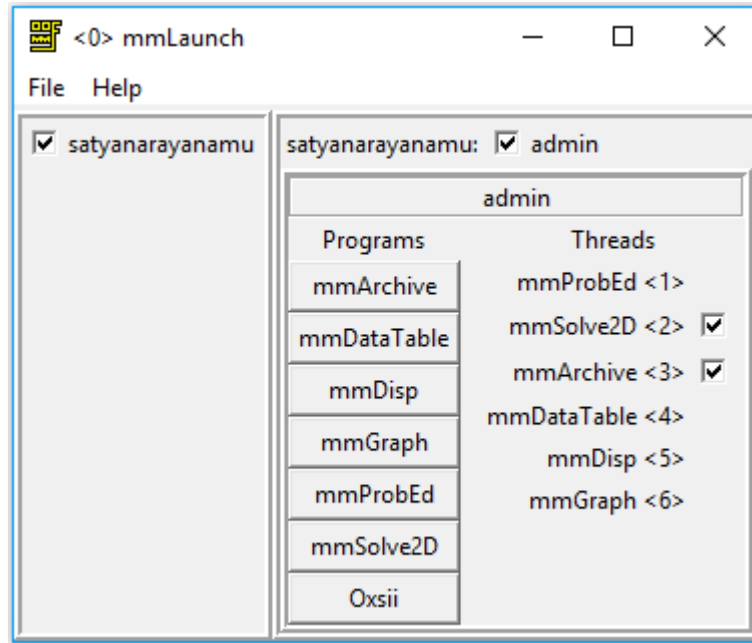 <0> mmLaunch
File Help
satyanarayanamu
satyanarayanamu: admin
admin
Programs Threads
mmArchive mmProbEd <1>
mmDataTable mmSolve2D <2>
mmDisp mmArchive <3>
mmGraph mmDataTable <4>
mmProbEd mmDisp <5>
mmSolve2D mmGraph <6>
Oxsii